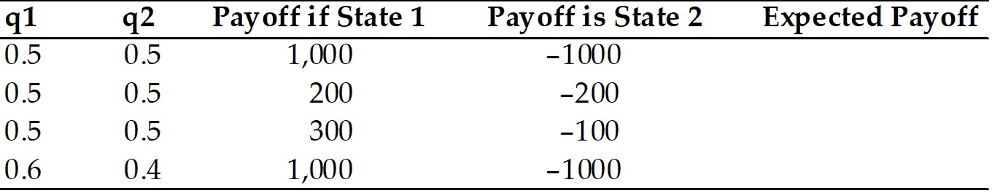 q1 q2 Payoff if State 1 Payoff is State 2 Expected Payoff
0.5 0.5 1,000 –1000
0.5 0.5 200 –200
0.5 0.5 300 –100
0.6 0.4 1,000 –1000